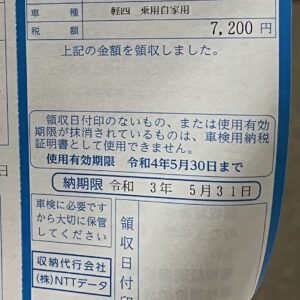 車種 軽四 乗用自家用
税額 7,200円
上記の金額を領収しました。
領収日付印のないもの、または使用有効
期限が抹消されているものは、車検用納税
証明書として使用できません。
使用有効期限 令和4年5月30日まで
納期限 令和 3年 5月31日
車検に必要です
から大切に保管
してください
収納代行会社
(株)NTTデータ
領収日付印